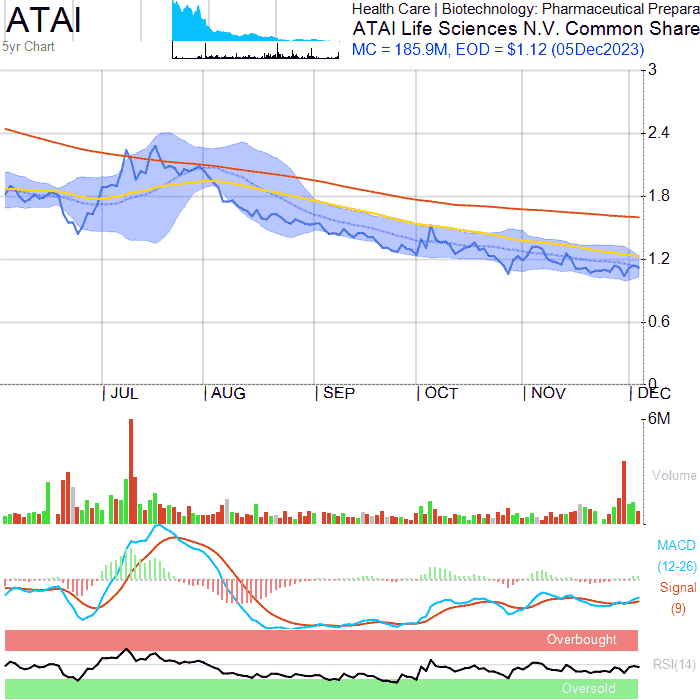 ATAI
5yr Chart
Health Care | Biotechnology: Pharmaceutical Prepara
ATAI Life Sciences N.V. Common Share
MC = 185.9M, EOD = $1.12 (05Dec2023)
3
2.4
1.8
1.2
0.6
0
JUL
AUG
SEP
OCT
NOV
DEC
6M
Volume
MACD
(12-26)
Signal
(9)
Overbought
RSI(14)
Oversold